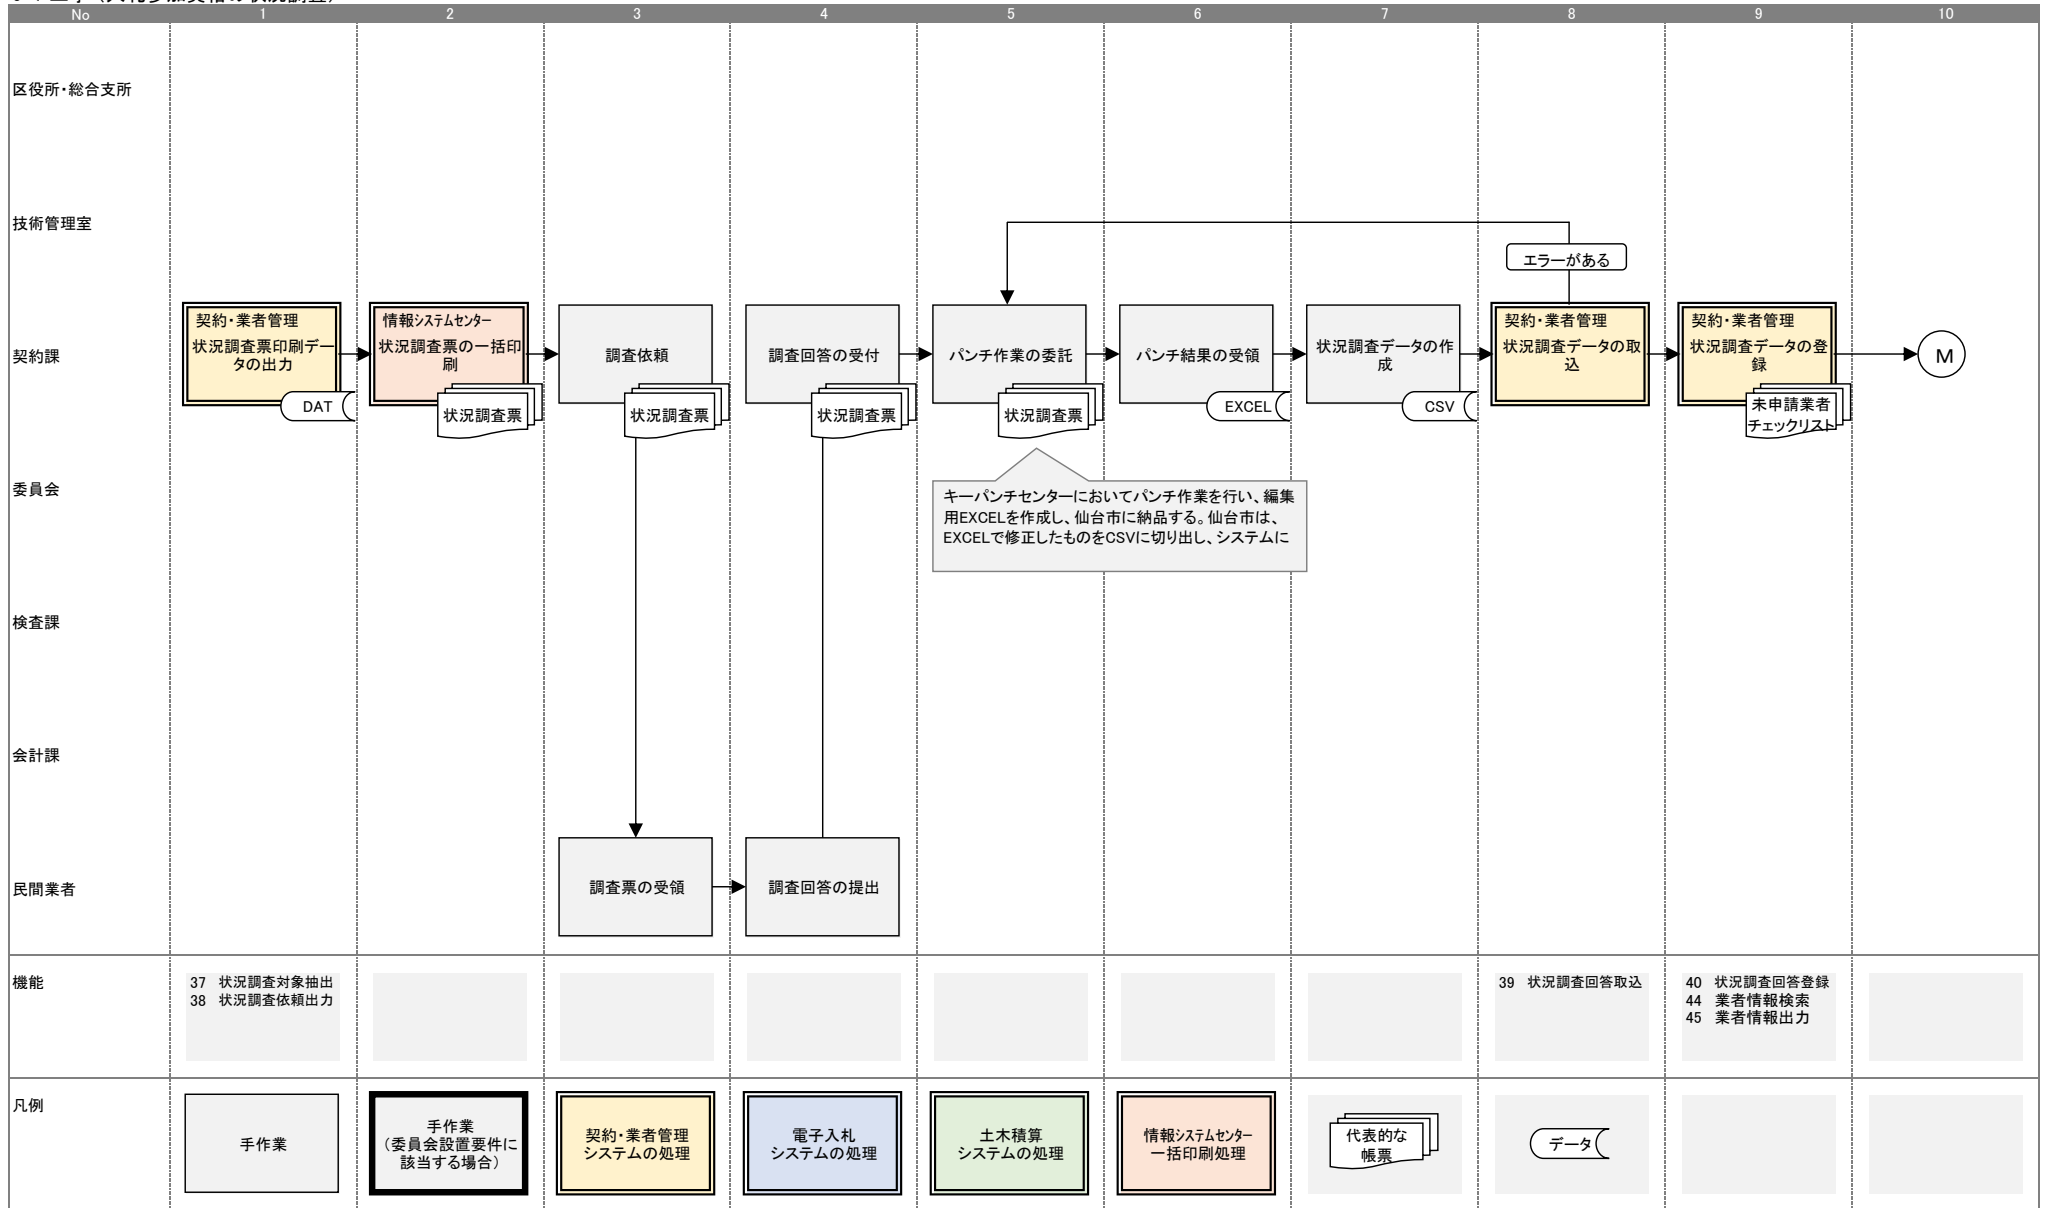 No 1 2 3 4 5 6 7 8 9 10
区役所・総合支所
技術管理室
エラーがある
契約課
契約・業者管理
状況調査票印刷デー
タの出力
DAT
情報システムセンター
状況調査票の一括印
刷
状況調査票
調査依頼
状況調査票
調査回答の受付
状況調査票
パンチ作業の委託
状況調査票
パンチ結果の受領
EXCEL
状況調査データの作
成
CSV
契約・業者管理
状況調査データの取
込
契約・業者管理
状況調査データの登
録
未申請業者
チェックリスト
M
委員会
キーパンチセンターにおいてパンチ作業を行い、編集
用EXCELを作成し、仙台市に納品する。仙台市は、
EXCELで修正したものをCSVに切り出し、システムに
検査課
会計課
民間業者
調査票の受領
調査回答の提出
機能
37 状況調査対象抽出
38 状況調査依頼出力
39 状況調査回答取込
40 状況調査回答登録
44 業者情報検索
45 業者情報出力
凡例
手作業
手作業
（委員会設置要件に
該当する場合）
契約・業者管理
システムの処理
電子入札
システムの処理
土木積算
システムの処理
情報システムセンター
一括印刷処理
代表的な
帳票
データ